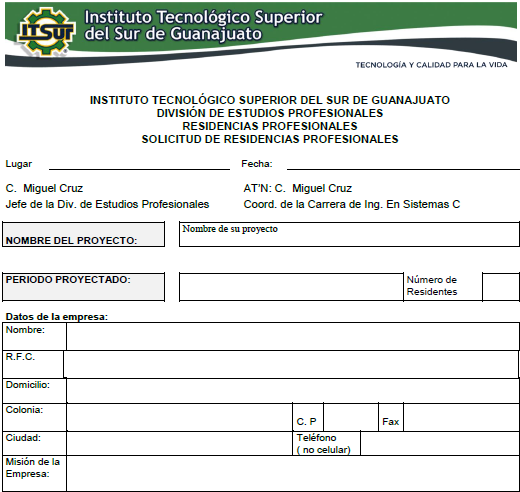 ITSUR
Instituto Tecnológico Superior
del Sur de Guanajuato
TECNOLOGÍA Y CALIDAD PARA LA VIDA
INSTITUTO TECNOLÓGICO SUPERIOR DEL SUR DE GUANAJUATO
DIVISIÓN DE ESTUDIOS PROFESIONALES
RESIDENCIAS PROFESIONALES
SOLICITUD DE RESIDENCIAS PROFESIONALES
Lugar Fecha:
C. Miguel Cruz AT'N: C. Miguel Cruz
Jefe de la Div. de Estudios Profesionales Coord. de la Carrera de Ing. En Sistemas C
NOMBRE DEL PROYECTO: Nombre de su proyecto
PERIODO PROYECTADO: Número de
Residentes
Datos de la empresa:
Nombre:
R.F.C.
Domicilio:
Colonia: C. P Fax
Ciudad: Teléfono
( no celular)
Misión de la
Empresa: